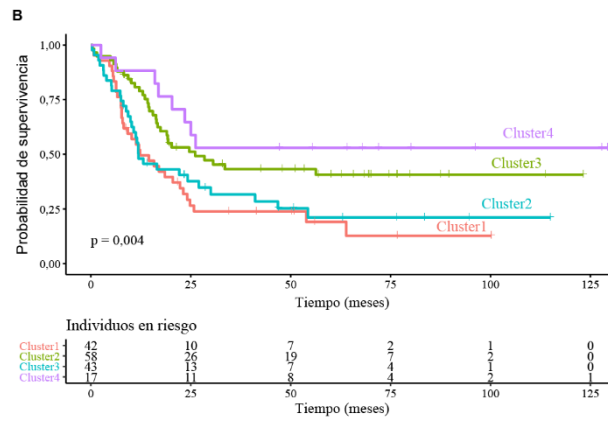 B
Probabilidad de supervivencia
1,00
0,75
0,50
0,25
0,00
Cluster4
Cluster3
Cluster2
Cluster1
p = 0,004
0 25 50 75 100 125
Tiempo (meses)
Individuos en riesgo
Cluster1 42 10 7 2 1 0
Cluster2 58 26 19 7 2 0
Cluster3 43 13 7 4 1 0
Cluster4 17 11 8 4 2 1
0 25 50 75 100 125
Tiempo (meses)